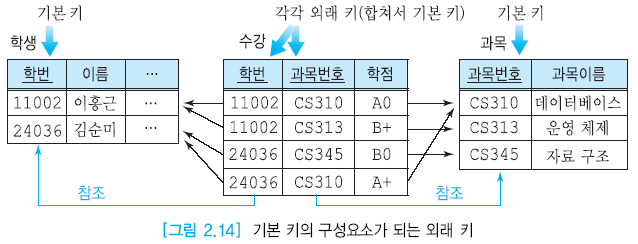 기본 키
각각 외래 키(합쳐서 기본 키)
기본 키
학생
수강
과목
학번 이름 …
11002 이홍근 …
24036 김순미 …
학번 과목번호 학점
11002 CS310 A0
11002 CS313 B+
24036 CS345 B0
24036 CS310 A+
과목번호 과목이름
CS310 데이터베이스
CS313 운영 체제
CS345 자료 구조
참조
참조
[그림 2.14] 기본 키의 구성요소가 되는 외래 키